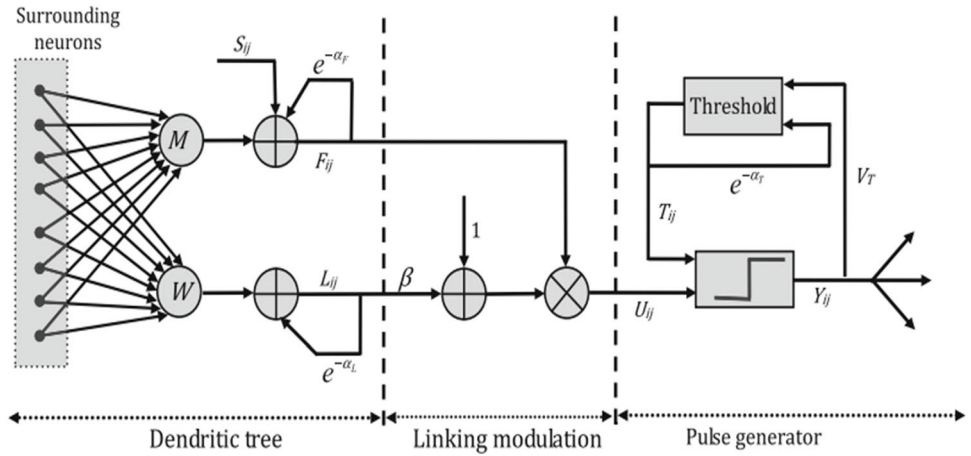 Surrounding
neurons
S_ij
e^{-α_F}
M
F_ij
W
L_ij
e^{-α_L}
β
1
U_ij
Threshold
e^{-α_T}
T_ij
V_T
Y_ij
Dendritic tree
Linking modulation
Pulse generator